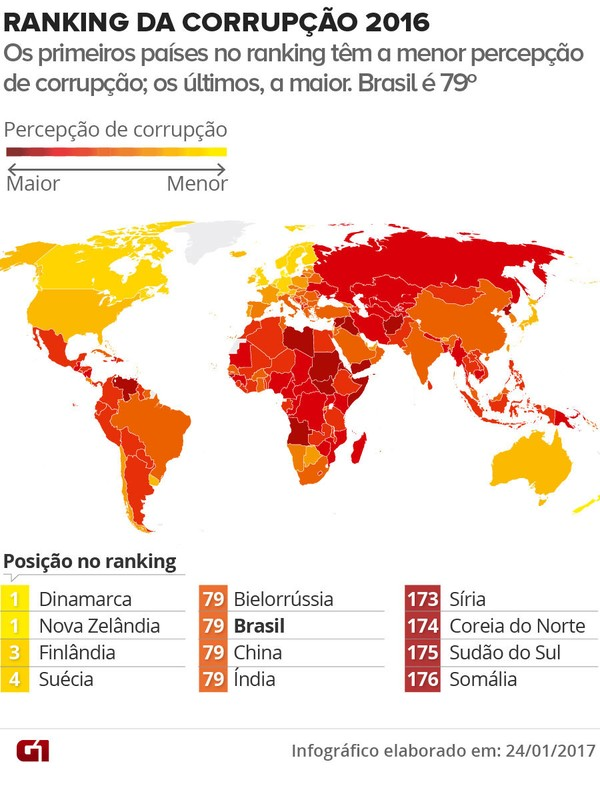 RANKING DA CORRUPÇÃO 2016
Os primeiros países no ranking têm a menor percepção
de corrupção; os últimos, a maior. Brasil é 79º
Percepção de corrupção
Maior Menor
Posição no ranking
1 Dinamarca
1 Nova Zelândia
3 Finlândia
4 Suécia
79 Bielorrússia
79 Brasil
79 China
79 Índia
173 Síria
174 Coreia do Norte
175 Sudão do Sul
176 Somália
G1 Infográfico elaborado em: 24/01/2017